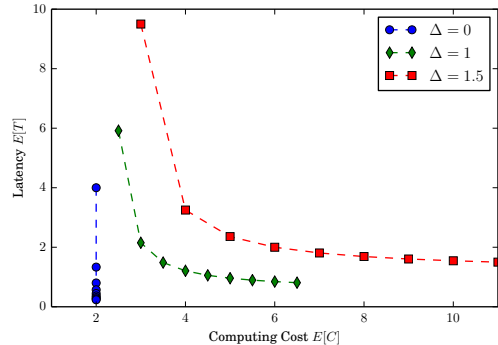 10
8
6
4
2
0
Latency E[T]
2
4
6
8
10
Computing Cost E[C]
Δ = 0
Δ = 1
Δ = 1.5